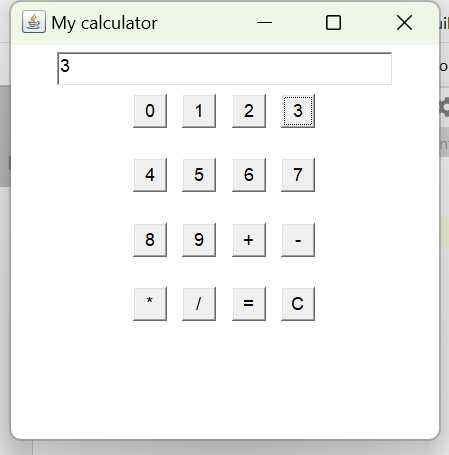 My calculator
3
0 1 2 3
4 5 6 7
8 9 + -
* / = C